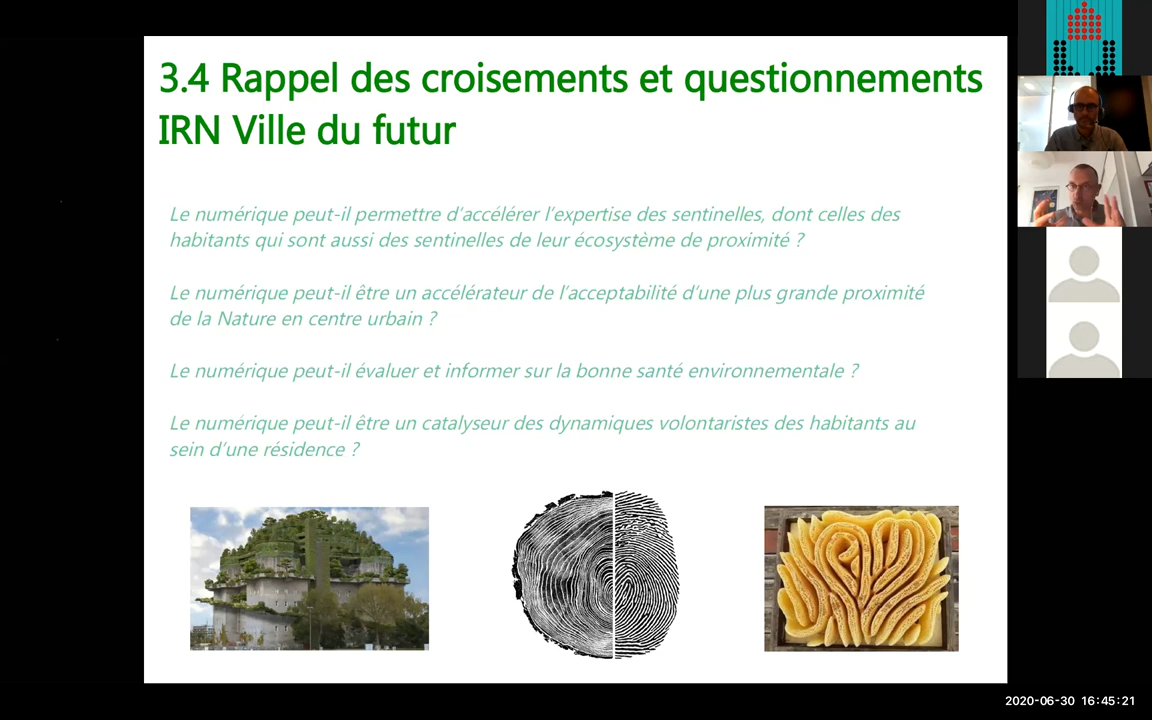 3.4 Rappel des croisements et questionnements
IRN Ville du futur
Le numérique peut-il permettre d'accélérer l'expertise des sentinelles, dont celles des
habitants qui sont aussi des sentinelles de leur écosystème de proximité ?
Le numérique peut-il être un accélérateur de l'acceptabilité d'une plus grande proximité
de la Nature en centre urbain ?
Le numérique peut-il évaluer et informer sur la bonne santé environnementale ?
Le numérique peut-il être un catalyseur des dynamiques volontaristes des habitants au
sein d'une résidence ?
2020-06-30 16:45:21